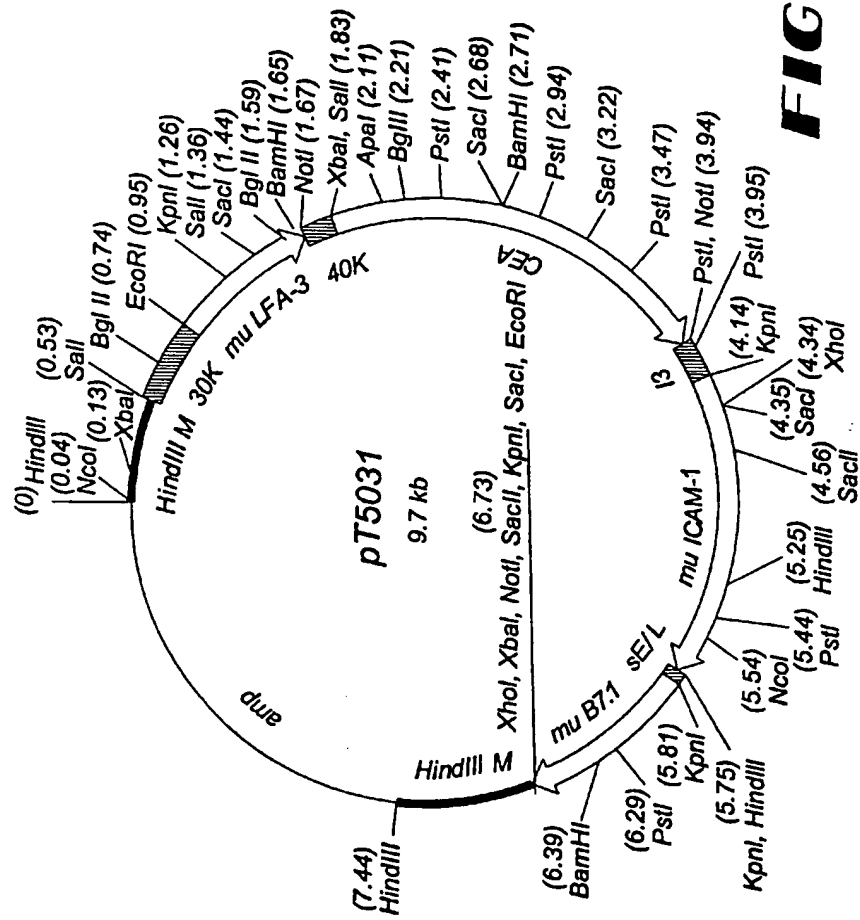 (0) HindIII
(0.04)
NcoI
(0.13)
XbaI
(0.53)
SalI
Bgl II (0.74)
EcoRI (0.95)
KpnI (1.26)
SalI (1.36)
SacI (1.44)
Bgl II (1.59)
BamHI (1.65)
NotI (1.67)
XbaI, SalI (1.83)
ApaI (2.11)
BglII (2.21)
PstI (2.41)
SacI (2.68)
BamHI (2.71)
PstI (2.94)
SacI (3.22)
PstI (3.47)
PstI, NotI (3.94)
PstI (3.95)
(4.14)
KpnI
(4.34)
XhoI
(4.35)
SacI
(4.56)
SacII
(5.25)
HindIII
(5.44)
PstI
(5.54)
NcoI
(5.75)
KpnI, HindIII
(5.81)
KpnI
(6.29)
PstI
(6.39)
BamHI
(7.44)
HindIII
HindIII M
30K
mu LFA-3
40K
CEA
I3
mu ICAM-1
sE/L
mu B7.1
HindIII M
amp
pT5031
9.7 kb
(6.73)
XhoI, XbaI, NotI, SacII, KpnI, SacI, EcoRI
FIG